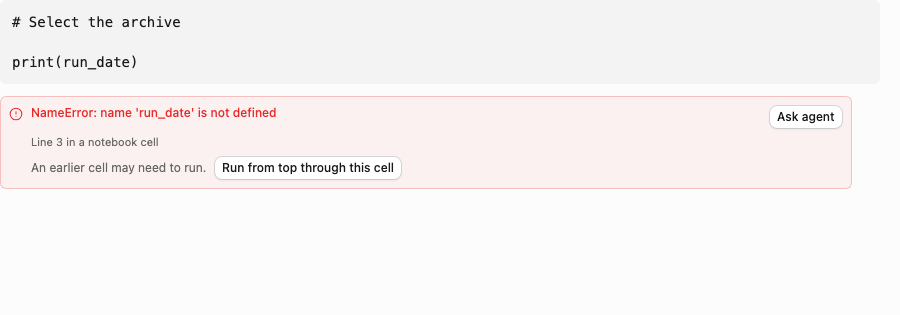 # Select the archive
print(run_date)
NameError: name 'run_date' is not defined
Ask agent
Line 3 in a notebook cell
An earlier cell may need to run. Run from top through this cell